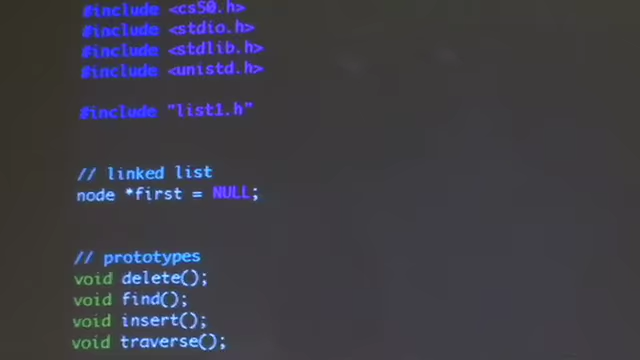 #include <cs50.h>
#include <stdio.h>
#include <stdlib.h>
#include <unistd.h>
#include "list1.h"
// linked list
node *first = NULL;
// prototypes
void delete();
void find();
void insert();
void traverse();